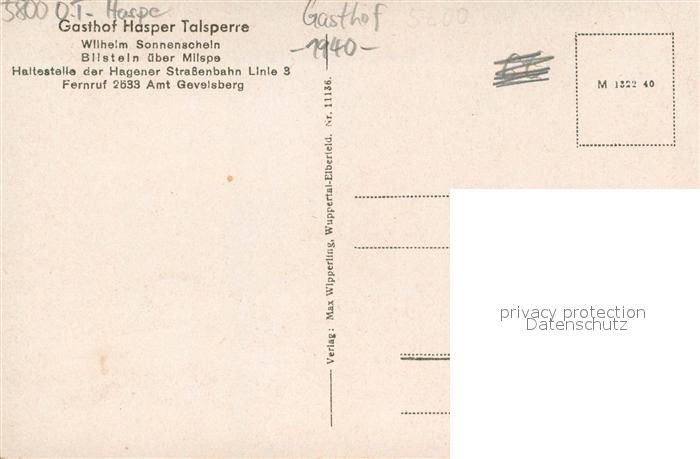 5800 O.T. Haspe
Gasthof
5800
-1940-
Gasthof Hasper Talsperre
Wilhelm Sonnenschein
Bilstein über Milspe
Haltestelle der Hagener Straßenbahn Linie 3
Fernruf 2533 Amt Gevelsberg
M 1322 40
Verlag: Max Wipperling, Wuppertal-Elberfeld. Nr. 11136.
privacy protection
Datenschutz